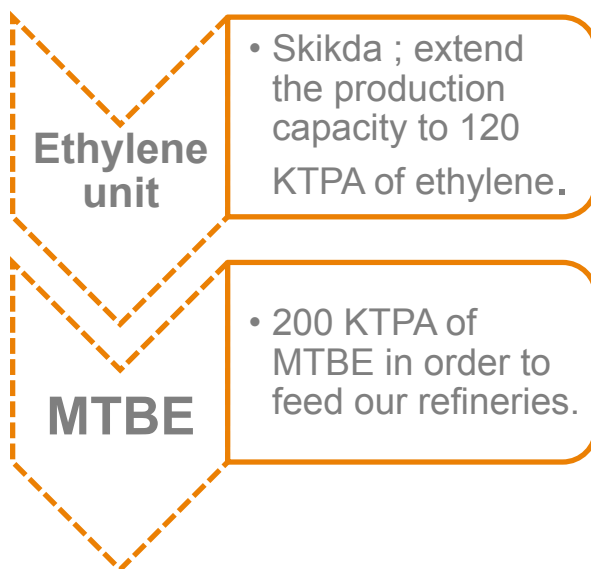 Ethylene
unit
• Skikda ; extend
the production
capacity to 120
KTPA of ethylene.
MTBE
• 200 KTPA of
MTBE in order to
feed our refineries.